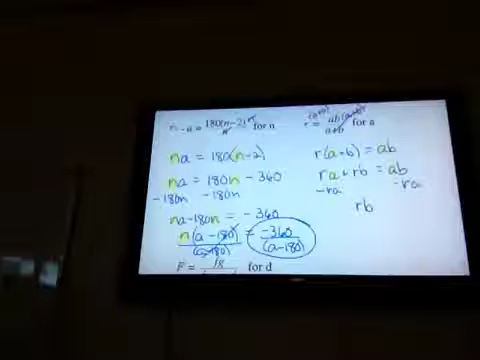 a = 180(n-2) n for n
na = 180(n-2)
na = 180n - 360
-180n -180n
na-180n = -360
n(a-180) = -360
(a-180) (a-180)
r = ab(a+b) for a
(a+b) a+b
r(a+b) = ab
ra + rb = ab
-ra -ra
rb
F = for d